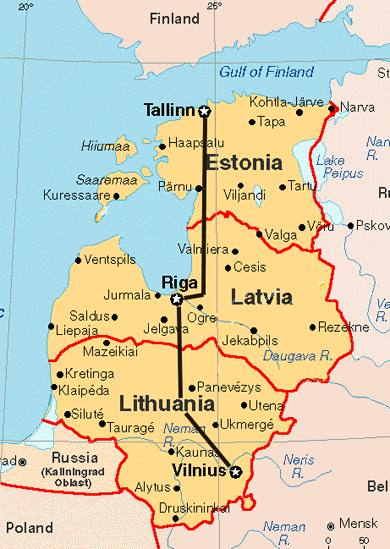 Finland
20°
25°
Gulf of Finland
Tallinn
Kohtla-Järve
Narva
Tapa
Hiiumaa
Haapsalu
Estonia
Lake
Peipus
Saaremaa
Kuressaare
Pärnu
Viljandi
Tartu
Valga
Võru
Pskov
Valmiera
Ventspils
Cesis
Riga
Jurmala
Latvia
Saldus
Ogre
Liepaja
Jelgava
Jekabpils
Rezekne
Daugava R.
Mazeikiai
Kretinga
Klaipéda
Panevézys
Lithuania
Utena
Siluté
Tauragé
Ukmergé
Neman
R.
Russia
(Kaliningrad
Oblast)
Kaunas
Vilnius
Neris
R.
Alytus
Druskininkai
Poland
Neman
R.
Mensk
0
50